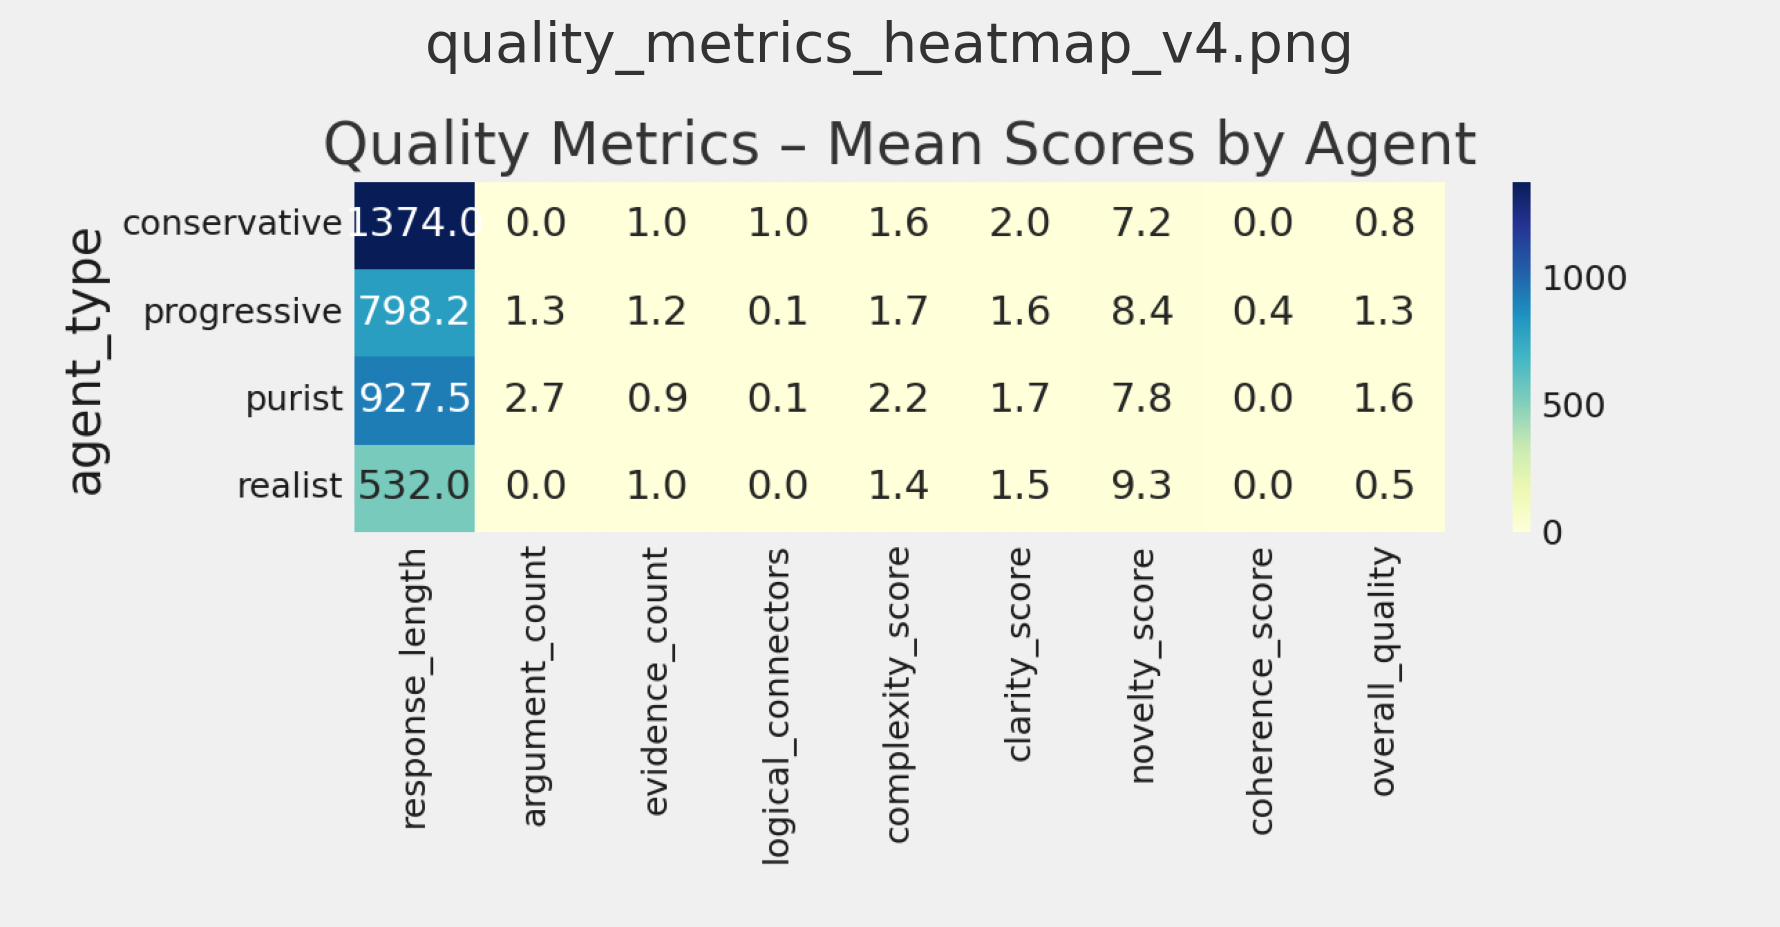 quality_metrics_heatmap_v4.png
Quality Metrics – Mean Scores by Agent
agent_type
conservative 1374.0 0.0 1.0 1.0 1.6 2.0 7.2 0.0 0.8
progressive 798.2 1.3 1.2 0.1 1.7 1.6 8.4 0.4 1.3
purist 927.5 2.7 0.9 0.1 2.2 1.7 7.8 0.0 1.6
realist 532.0 0.0 1.0 0.0 1.4 1.5 9.3 0.0 0.5
response_length
argument_count
evidence_count
logical_connectors
complexity_score
clarity_score
novelty_score
coherence_score
overall_quality
1000
500
0